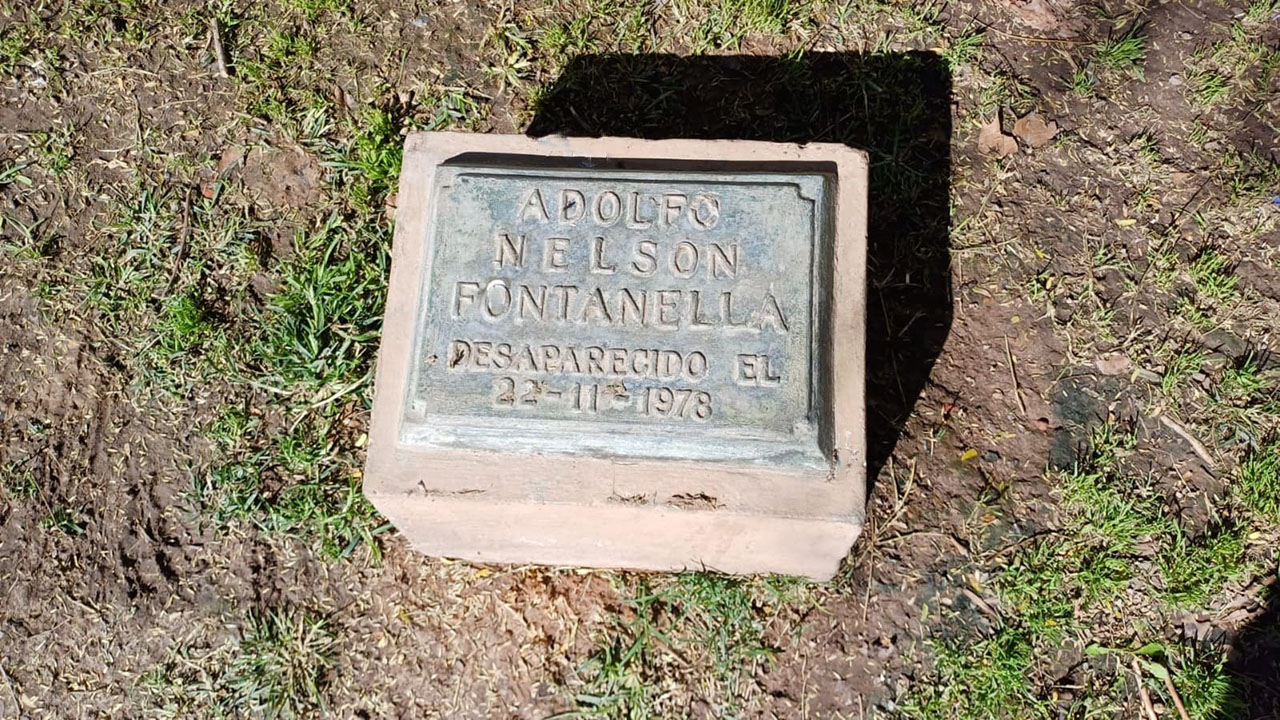 ADOLFO
NELSON
FONTANELLA
DESAPARECIDO EL
22-11-1978